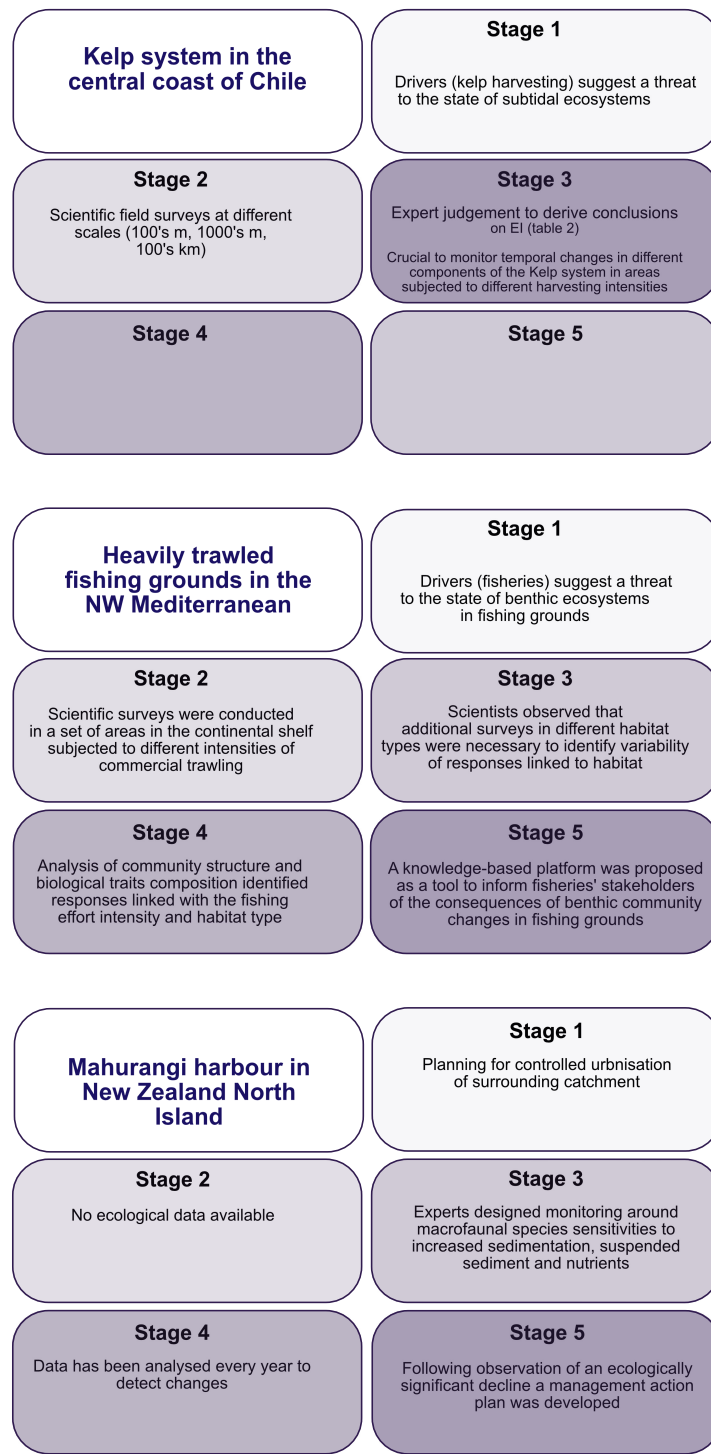 Kelp system in the
central coast of Chile
Stage 1
Drivers (kelp harvesting) suggest a threat
to the state of subtidal ecosystems
Stage 2
Scientific field surveys at different
scales (100's m, 1000's m,
100's km)
Stage 3
Expert judgement to derive conclusions
on EI (table 2)
Crucial to monitor temporal changes in different
components of the Kelp system in areas
subjected to different harvesting intensities
Stage 4
Stage 5
Heavily trawled
fishing grounds in the
NW Mediterranean
Stage 1
Drivers (fisheries) suggest a threat
to the state of benthic ecosystems
in fishing grounds
Stage 2
Scientific surveys were conducted
in a set of areas in the continental shelf
subjected to different intensities of
commercial trawling
Stage 3
Scientists observed that
additional surveys in different habitat
types were necessary to identify variability
of responses linked to habitat
Stage 4
Analysis of community structure and
biological traits composition identified
responses linked with the fishing
effort intensity and habitat type
Stage 5
A knowledge-based platform was proposed
as a tool to inform fisheries' stakeholders
of the consequences of benthic community
changes in fishing grounds
Mahurangi harbour in
New Zealand North
Island
Stage 1
Planning for controlled urbnisation
of surrounding catchment
Stage 2
No ecological data available
Stage 3
Experts designed monitoring around
macrofaunal species sensitivities to
increased sedimentation, suspended
sediment and nutrients
Stage 4
Data has been analysed every year to
detect changes
Stage 5
Following observation of an ecologically
significant decline a management action
plan was developed